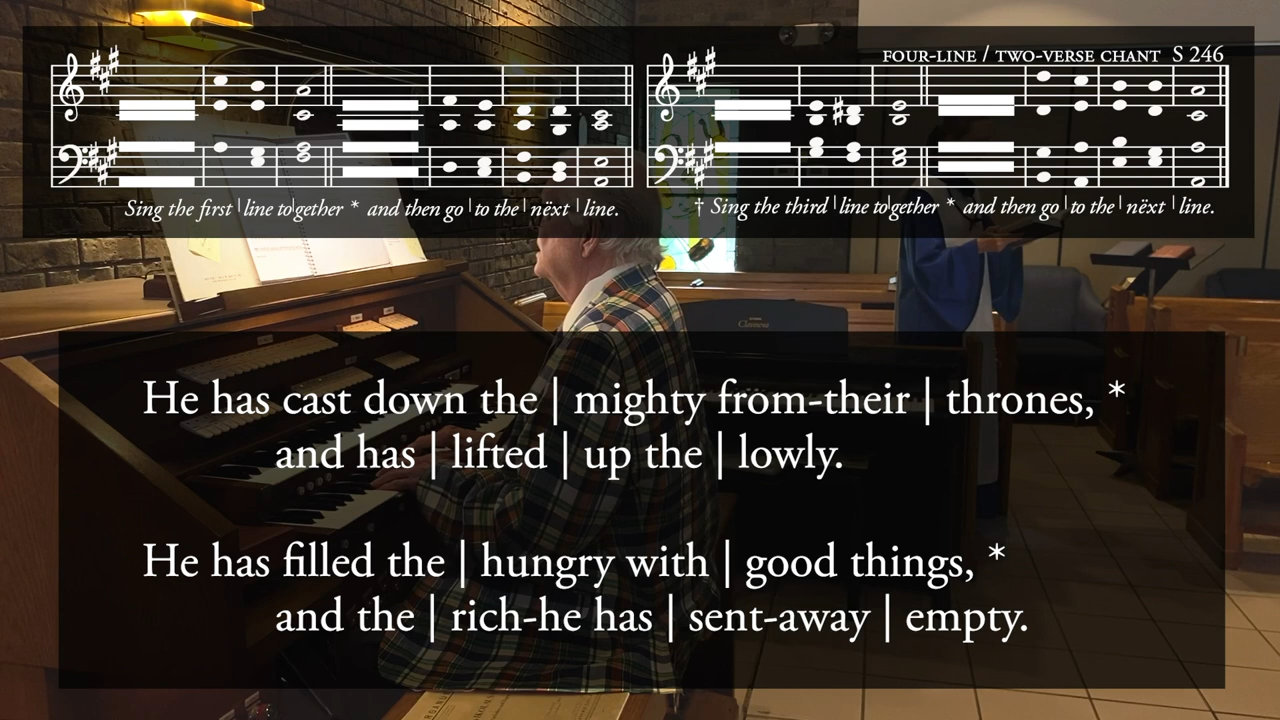 FOUR-LINE / TWO-VERSE CHANT S 246
Sing the first | line to|gether * and then go | to the | nëxt | line.
† Sing the third | line to|gether * and then go | to the | nëxt | line.
Clavinova
He has cast down the | mighty from-their | thrones, *
and has | lifted | up the | lowly.
He has filled the | hungry with | good things, *
and the | rich-he has | sent-away | empty.